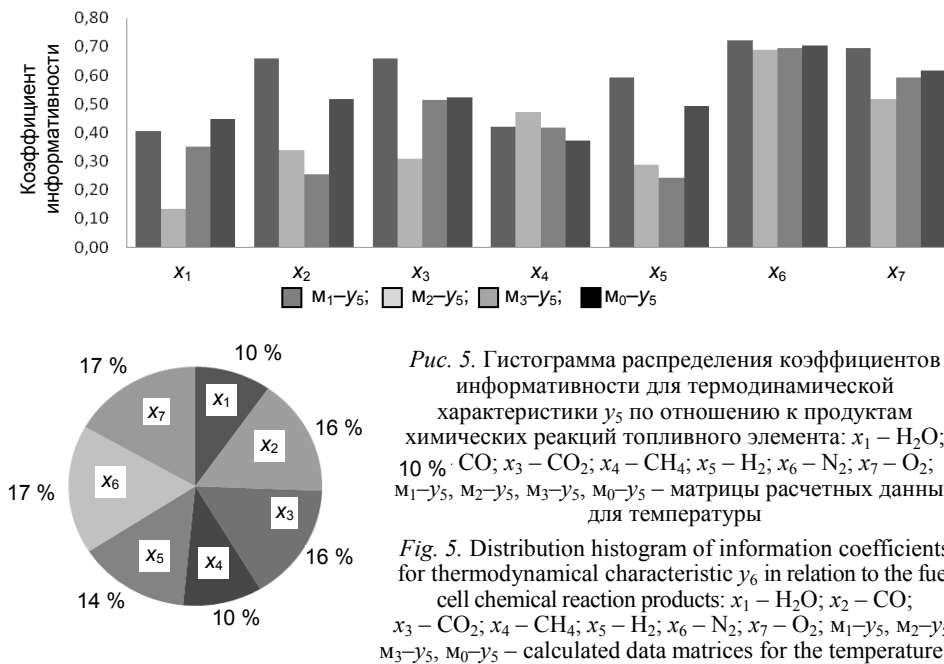 0,80
0,70
0,60
0,50
0,40
0,30
0,20
0,10
0,00
Коэффициент
информативности
x₁ x₂ x₃ x₄ x₅ x₆ x₇
м₁–y₅; м₂–y₅; м₃–y₅; м₀–y₅
17 % 10 %
x₇ x₁
x₂ 16 %
17 % x₆
x₃
x₅ x₄ 16 %
14 % 10 %
Рис. 5. Гистограмма распределения коэффициентов
информативности для термодинамической
характеристики y₅ по отношению к продуктам
химических реакций топливного элемента: x₁ – H₂O;
10 % CO; x₃ – CO₂; x₄ – CH₄; x₅ – H₂; x₆ – N₂; x₇ – O₂;
м₁–y₅, м₂–y₅, м₃–y₅, м₀–y₅ – матрицы расчетных данны
для температуры
Fig. 5. Distribution histogram of information coefficients
for thermodynamical characteristic y₆ in relation to the fue
cell chemical reaction products: x₁ – H₂O; x₂ – CO;
x₃ – CO₂; x₄ – CH₄; x₅ – H₂; x₆ – N₂; x₇ – O₂; м₁–y₅, м₂–y₅
м₃–y₅, м₀–y₅ – calculated data matrices for the temperature